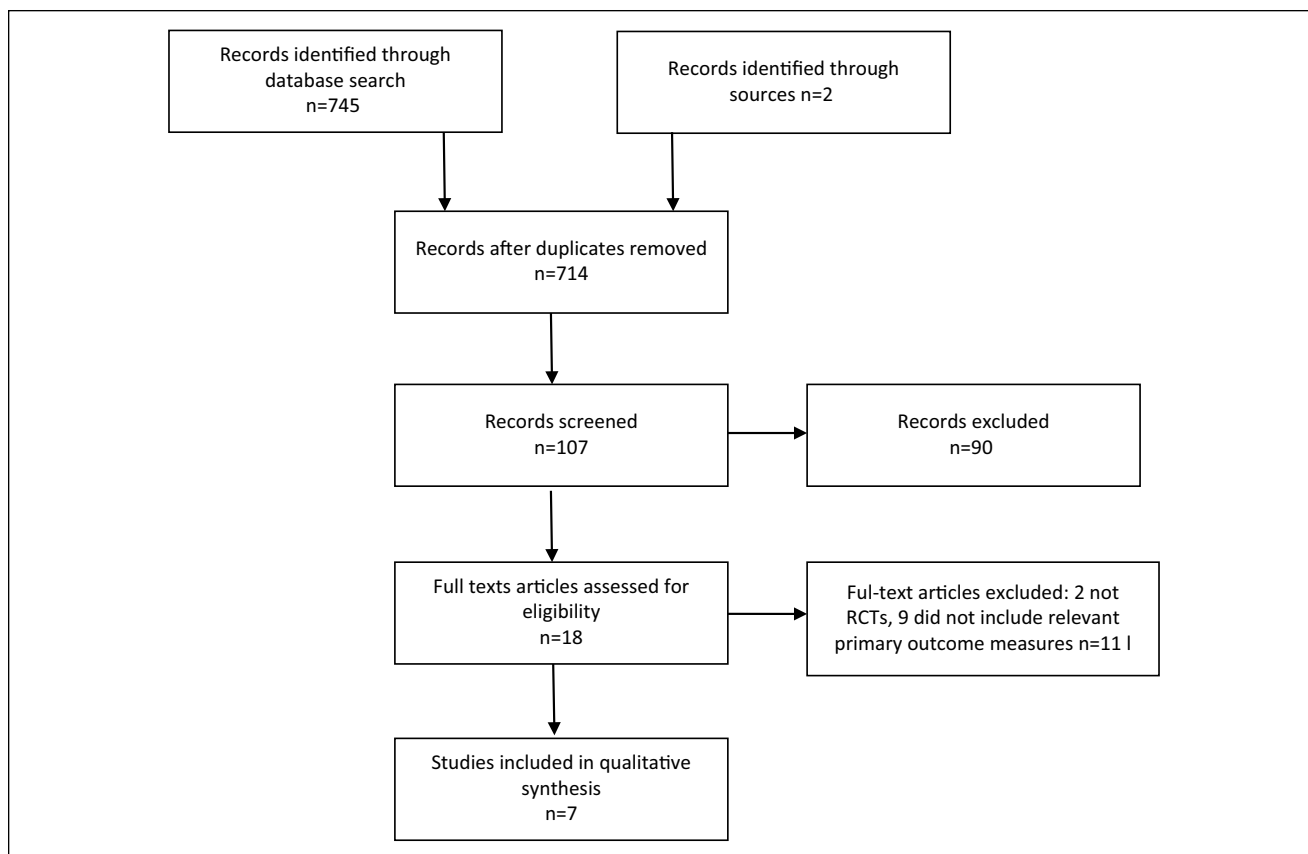 Records identified through
database search
n=745
Records identified through
sources n=2
Records after duplicates removed
n=714
Records screened
n=107
Records excluded
n=90
Full texts articles assessed for
eligibility
n=18
Ful-text articles excluded: 2 not
RCTs, 9 did not include relevant
primary outcome measures n=11 l
Studies included in qualitative
synthesis
n=7